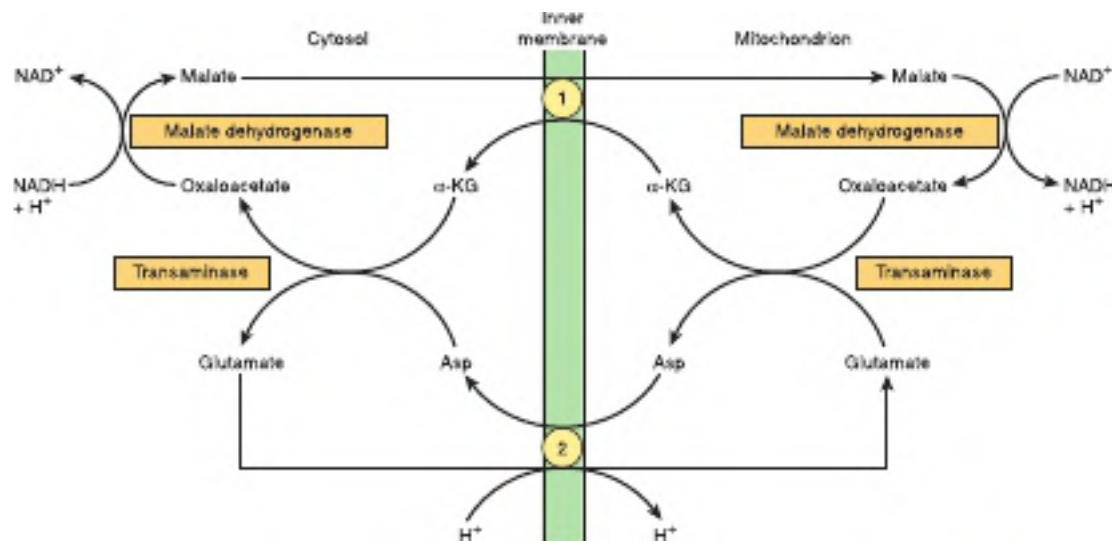 Inner
Cytosol membrane Mitochondrion
NAD⁺ Malate Malate NAD⁺
1
Malate dehydrogenase Malate dehydrogenase
NADH Oxaloacetate α-KG α-KG Oxaloacetate NADH
+ H⁺ + H⁺
Transaminase Transaminase
Glutamate Asp Asp Glutamate
2
H⁺ H⁺